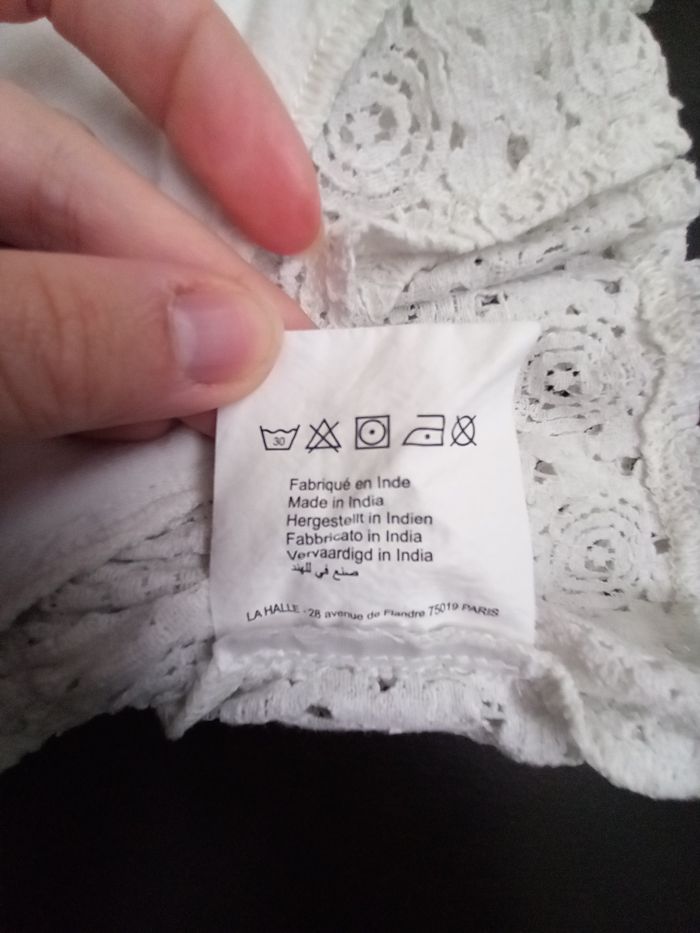 30
Fabriqué en Inde
Made in India
Hergestellt in Indien
Fabbricato in India
Vervaardigd in India
صنع في للهند
LA HALLE - 28 avenue de Flandre 75019 PARIS